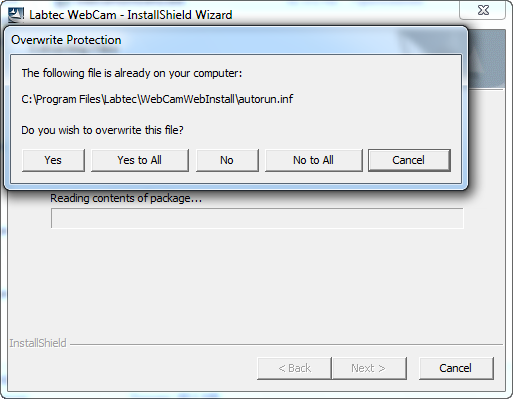 Labtec WebCam - InstallShield Wizard
Overwrite Protection
The following file is already on your computer:
C:\Program Files\Labtec\WebCamWebInstall\autorun.inf
Do you wish to overwrite this file?
Yes Yes to All No No to All Cancel
Reading contents of package...
InstallShield
< Back Next > Cancel